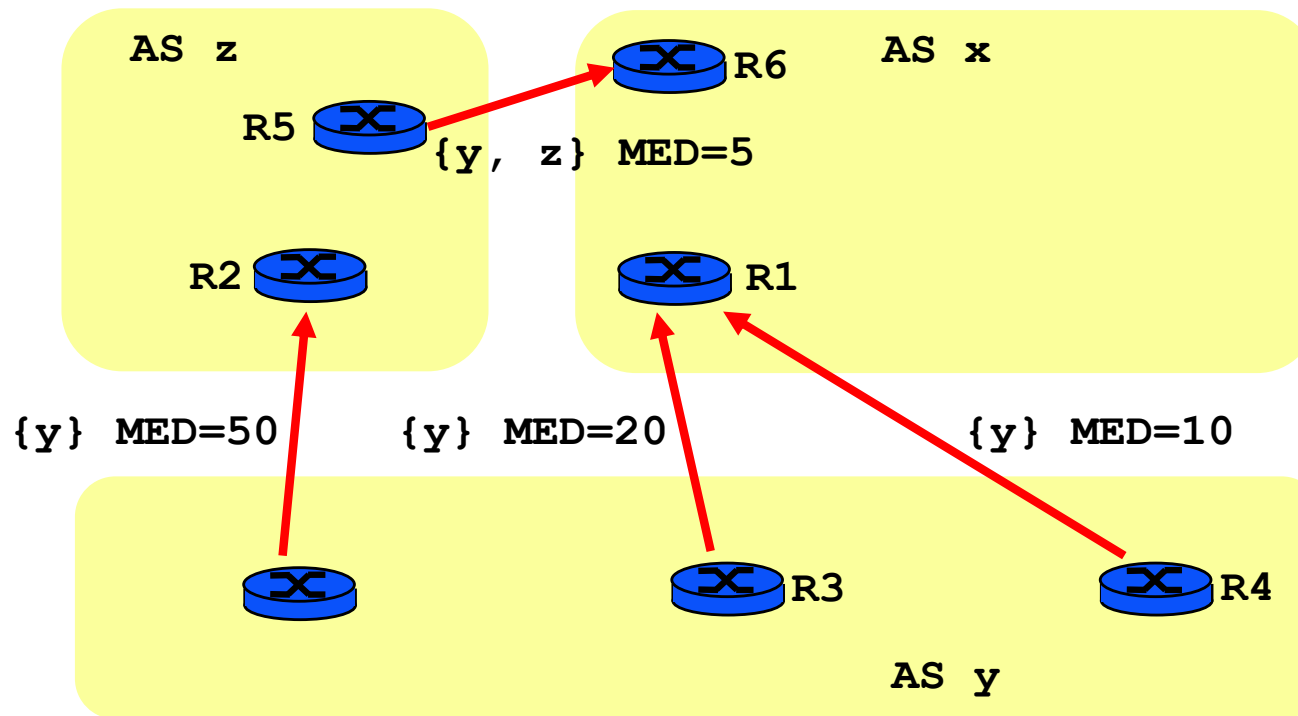 AS z
AS x
R6
R5
{y, z} MED=5
R2
R1
{y} MED=50
{y} MED=20
{y} MED=10
R3
R4
AS y